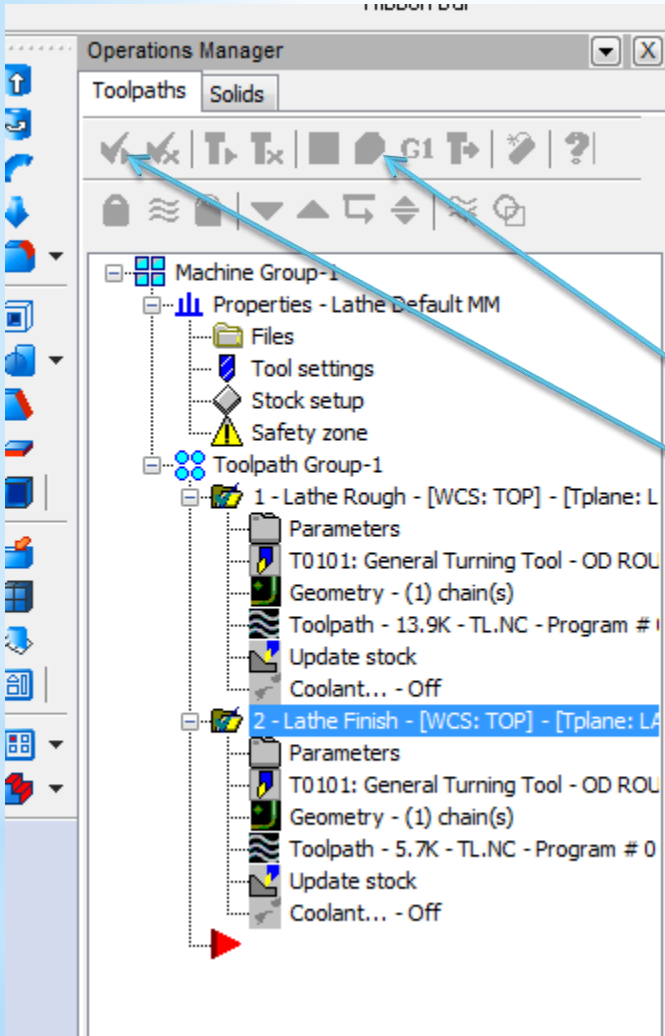 Ribbon Bar
Operations Manager
Toolpaths Solids
G1
Machine Group-1
Properties - Lathe Default MM
Files
Tool settings
Stock setup
Safety zone
Toolpath Group-1
1 - Lathe Rough - [WCS: TOP] - [Tplane: L
Parameters
T0101: General Turning Tool - OD ROU
Geometry - (1) chain(s)
Toolpath - 13.9K - TL.NC - Program #
Update stock
Coolant... - Off
2 - Lathe Finish - [WCS: TOP] - [Tplane: LA
Parameters
T0101: General Turning Tool - OD ROU
Geometry - (1) chain(s)
Toolpath - 5.7K - TL.NC - Program # 0
Update stock
Coolant... - Off